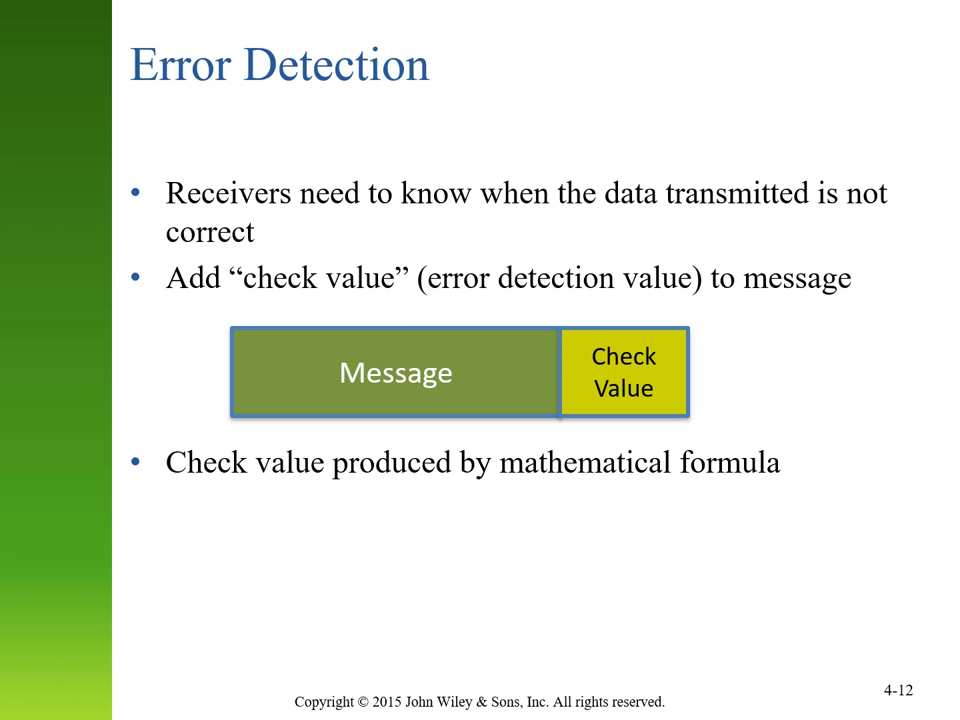 Error Detection
• Receivers need to know when the data transmitted is not
correct
• Add “check value” (error detection value) to message
Message
Check
Value
• Check value produced by mathematical formula
4-12
Copyright © 2015 John Wiley & Sons, Inc. All rights reserved.